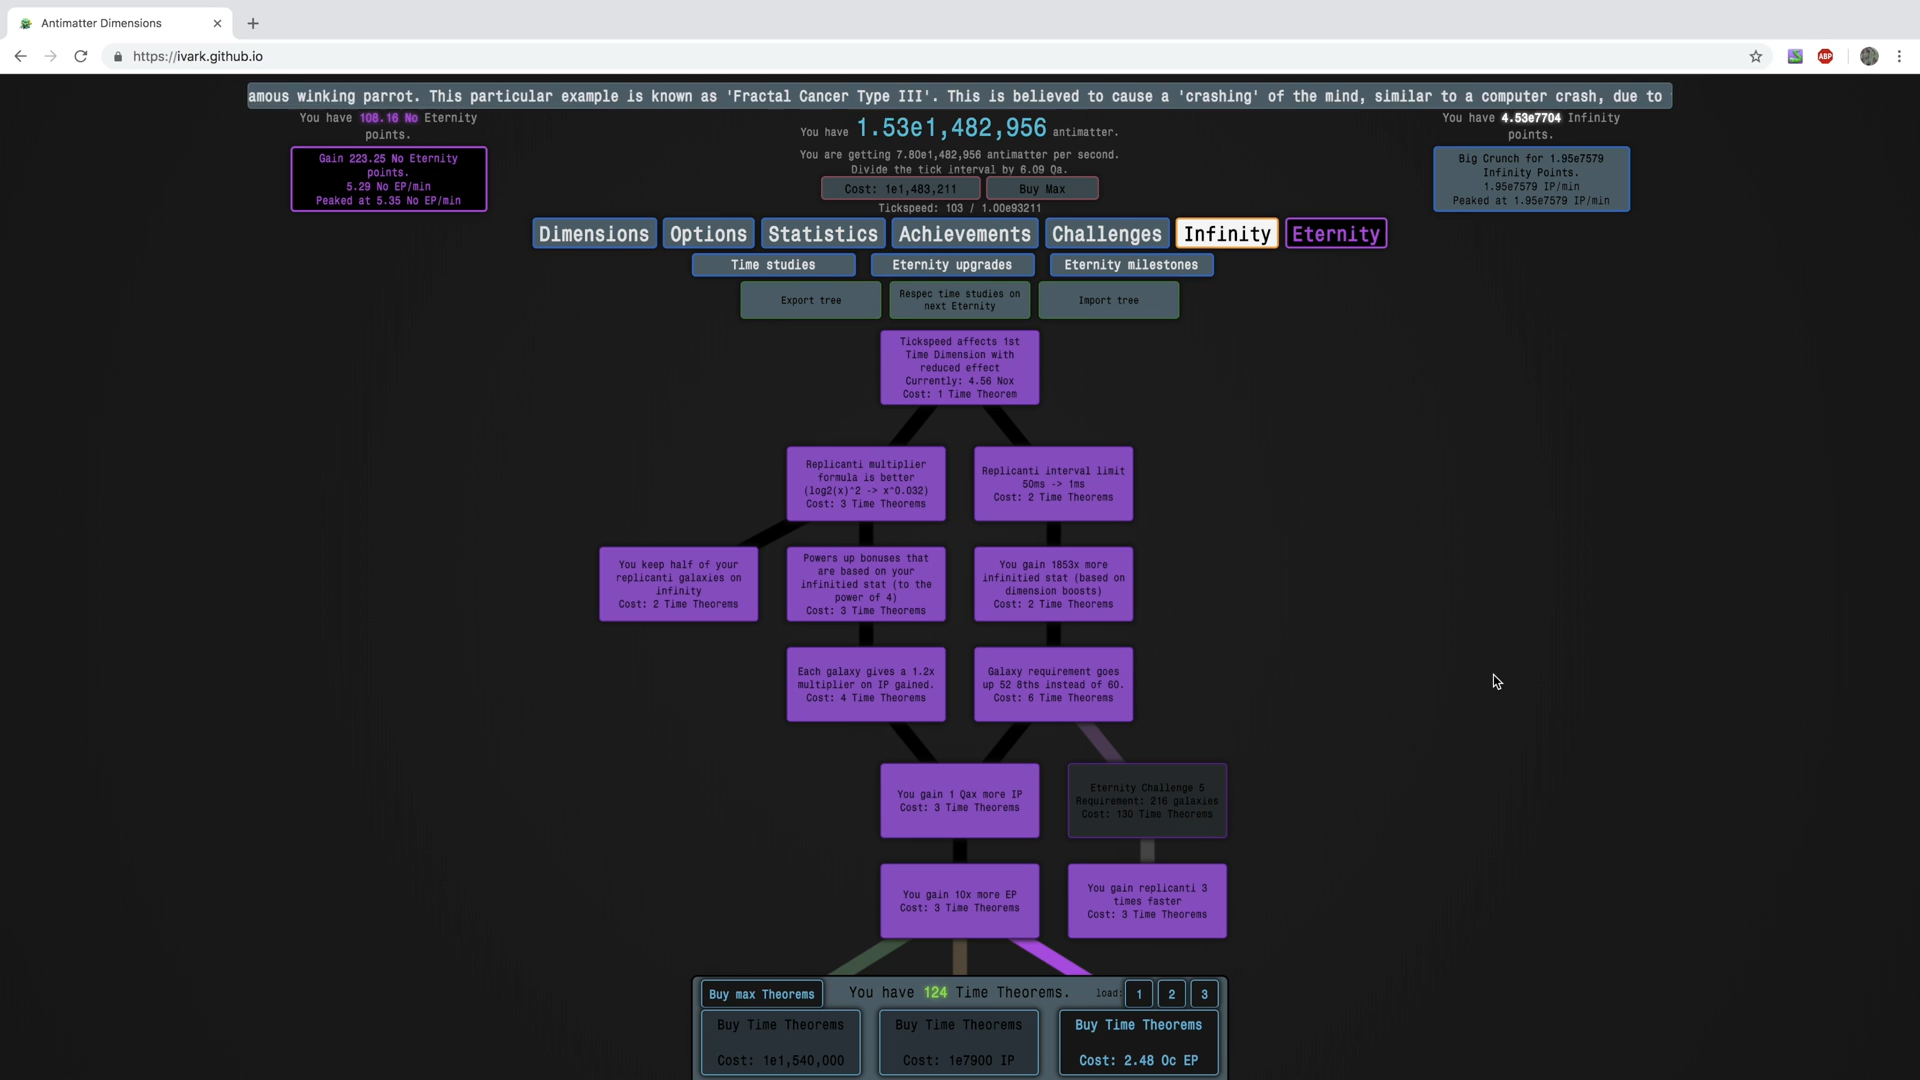 Antimatter Dimensions
https://ivark.github.io
ABP
amous winking parrot. This particular example is known as 'Fractal Cancer Type III'. This is believed to cause a 'crashing' of the mind, similar to a computer crash, due to
You have 108.16 No Eternity
points.
Gain 223.25 No Eternity
points.
5.29 No EP/min
Peaked at 5.35 No EP/min
You have 1.53e1,482,956 antimatter.
You are getting 7.80e1,482,956 antimatter per second.
Divide the tick interval by 6.09 Qa.
Cost: 1e1,483,211
Buy Max
Tickspeed: 103 / 1.00e93211
You have 4.53e7704 Infinity
points.
Big Crunch for 1.95e7579
Infinity Points.
1.95e7579 IP/min
Peaked at 1.95e7579 IP/min
Dimensions Options Statistics Achievements Challenges Infinity Eternity
Time studies Eternity upgrades Eternity milestones
Export tree
Respec time studies on
next Eternity
Import tree
Tickspeed affects 1st
Time Dimension with
reduced effect
Currently: 4.56 Nox
Cost: 1 Time Theorem
Replicanti multiplier
formula is better
(log2(x)^2 -> x^0.032)
Cost: 3 Time Theorems
Replicanti interval limit
50ms -> 1ms
Cost: 2 Time Theorems
You keep half of your
replicanti galaxies on
infinity
Cost: 2 Time Theorems
Powers up bonuses that
are based on your
infinitied stat (to the
power of 4)
Cost: 3 Time Theorems
You gain 1853x more
infinitied stat (based on
dimension boosts)
Cost: 2 Time Theorems
Each galaxy gives a 1.2x
multiplier on IP gained.
Cost: 4 Time Theorems
Galaxy requirement goes
up 52 8ths instead of 60.
Cost: 6 Time Theorems
You gain 1 Qax more IP
Cost: 3 Time Theorems
Eternity Challenge 5
Requirement: 216 galaxies
Cost: 130 Time Theorems
You gain 10x more EP
Cost: 3 Time Theorems
You gain replicanti 3
times faster
Cost: 3 Time Theorems
Buy max Theorems
You have 124 Time Theorems.
load: 1 2 3
Buy Time Theorems
Cost: 1e1,540,000
Buy Time Theorems
Cost: 1e7900 IP
Buy Time Theorems
Cost: 2.48 Oc EP